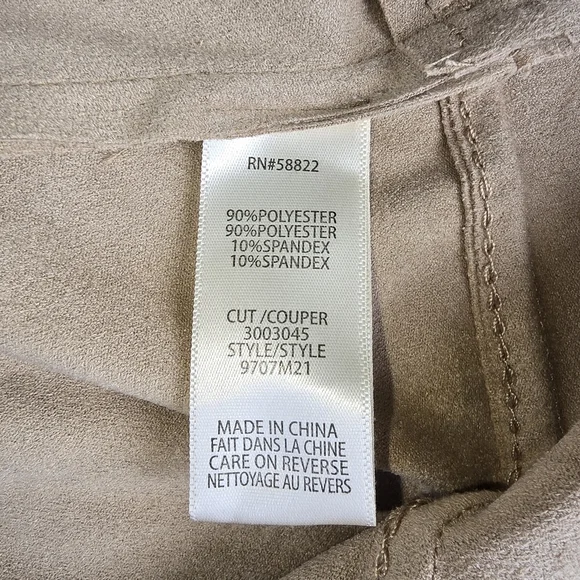 RN#58822
90%POLYESTER
90%POLYESTER
10%SPANDEX
10%SPANDEX
CUT /COUPER
3003045
STYLE/STYLE
9707M21
MADE IN CHINA
FAIT DANS LA CHINE
CARE ON REVERSE
NETTOYAGE AU REVERS